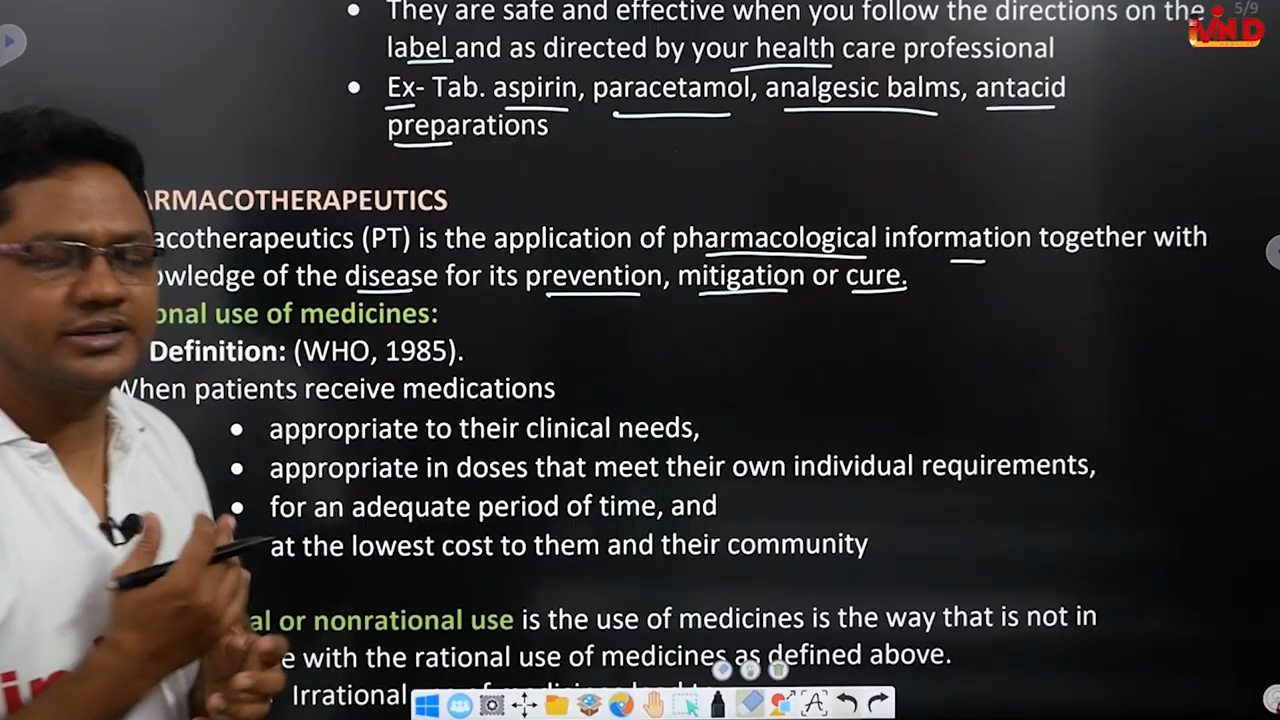 They are safe and effective when you follow the directions on the
label and as directed by your health care professional
Ex- Tab. aspirin, paracetamol, analgesic balms, antacid
preparations
5/9
ARMACOTHERAPEUTICS
acotherapeutics (PT) is the application of pharmacological information together with
owledge of the disease for its prevention, mitigation or cure.
onal use of medicines:
Definition: (WHO, 1985).
When patients receive medications
appropriate to their clinical needs,
appropriate in doses that meet their own individual requirements,
for an adequate period of time, and
at the lowest cost to them and their community
al or nonrational use is the use of medicines is the way that is not in
e with the rational use of medicines as defined above.
Irrational